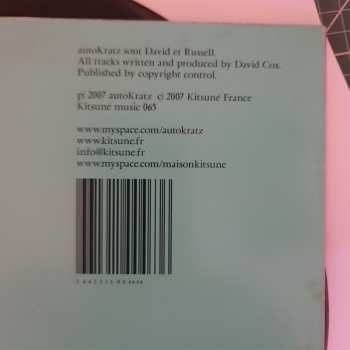 autoKratz sont David et Russell.
All tracks written and produced by David Cox.
Published by copyright control.
p: 2007 autoKratz c) 2007 Kitsuné France
Kitsuné music 065
www.myspace.com/autokratz
www.kitsune.fr
info@kitsune.fr
www.myspace.com/maisonkitsune